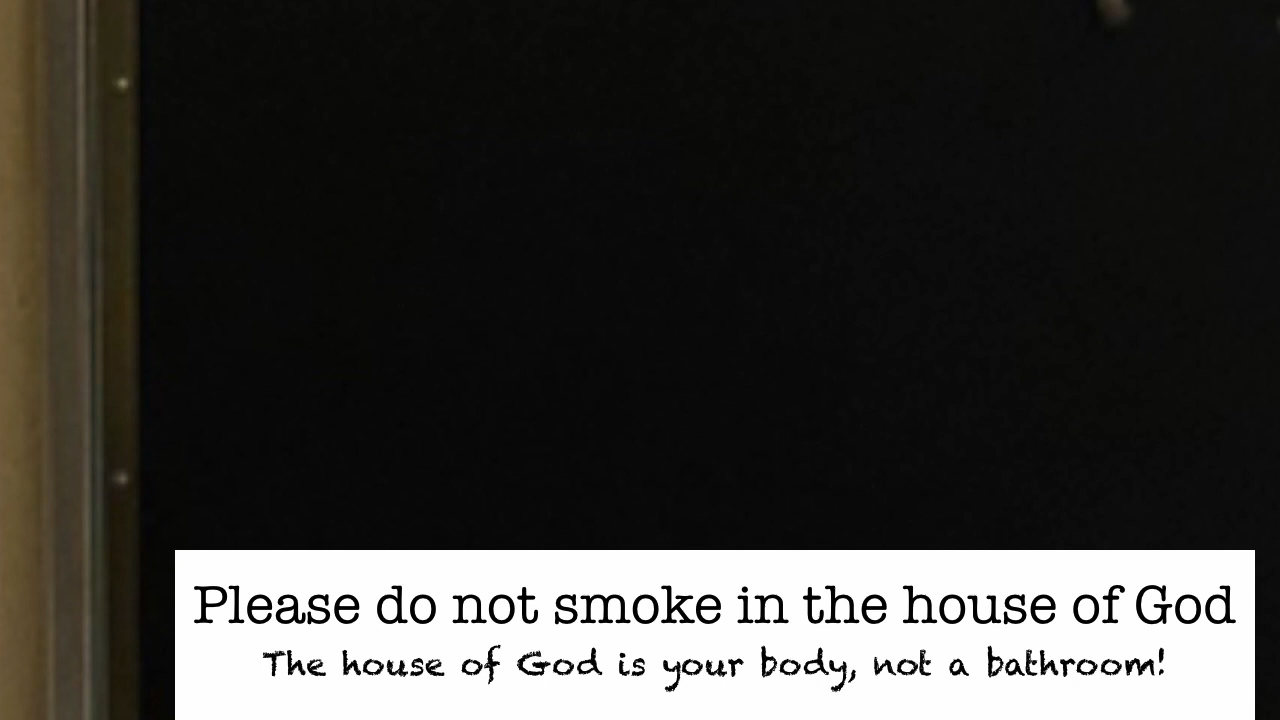 Please do not smoke in the house of God
The house of God is your body, not a bathroom!